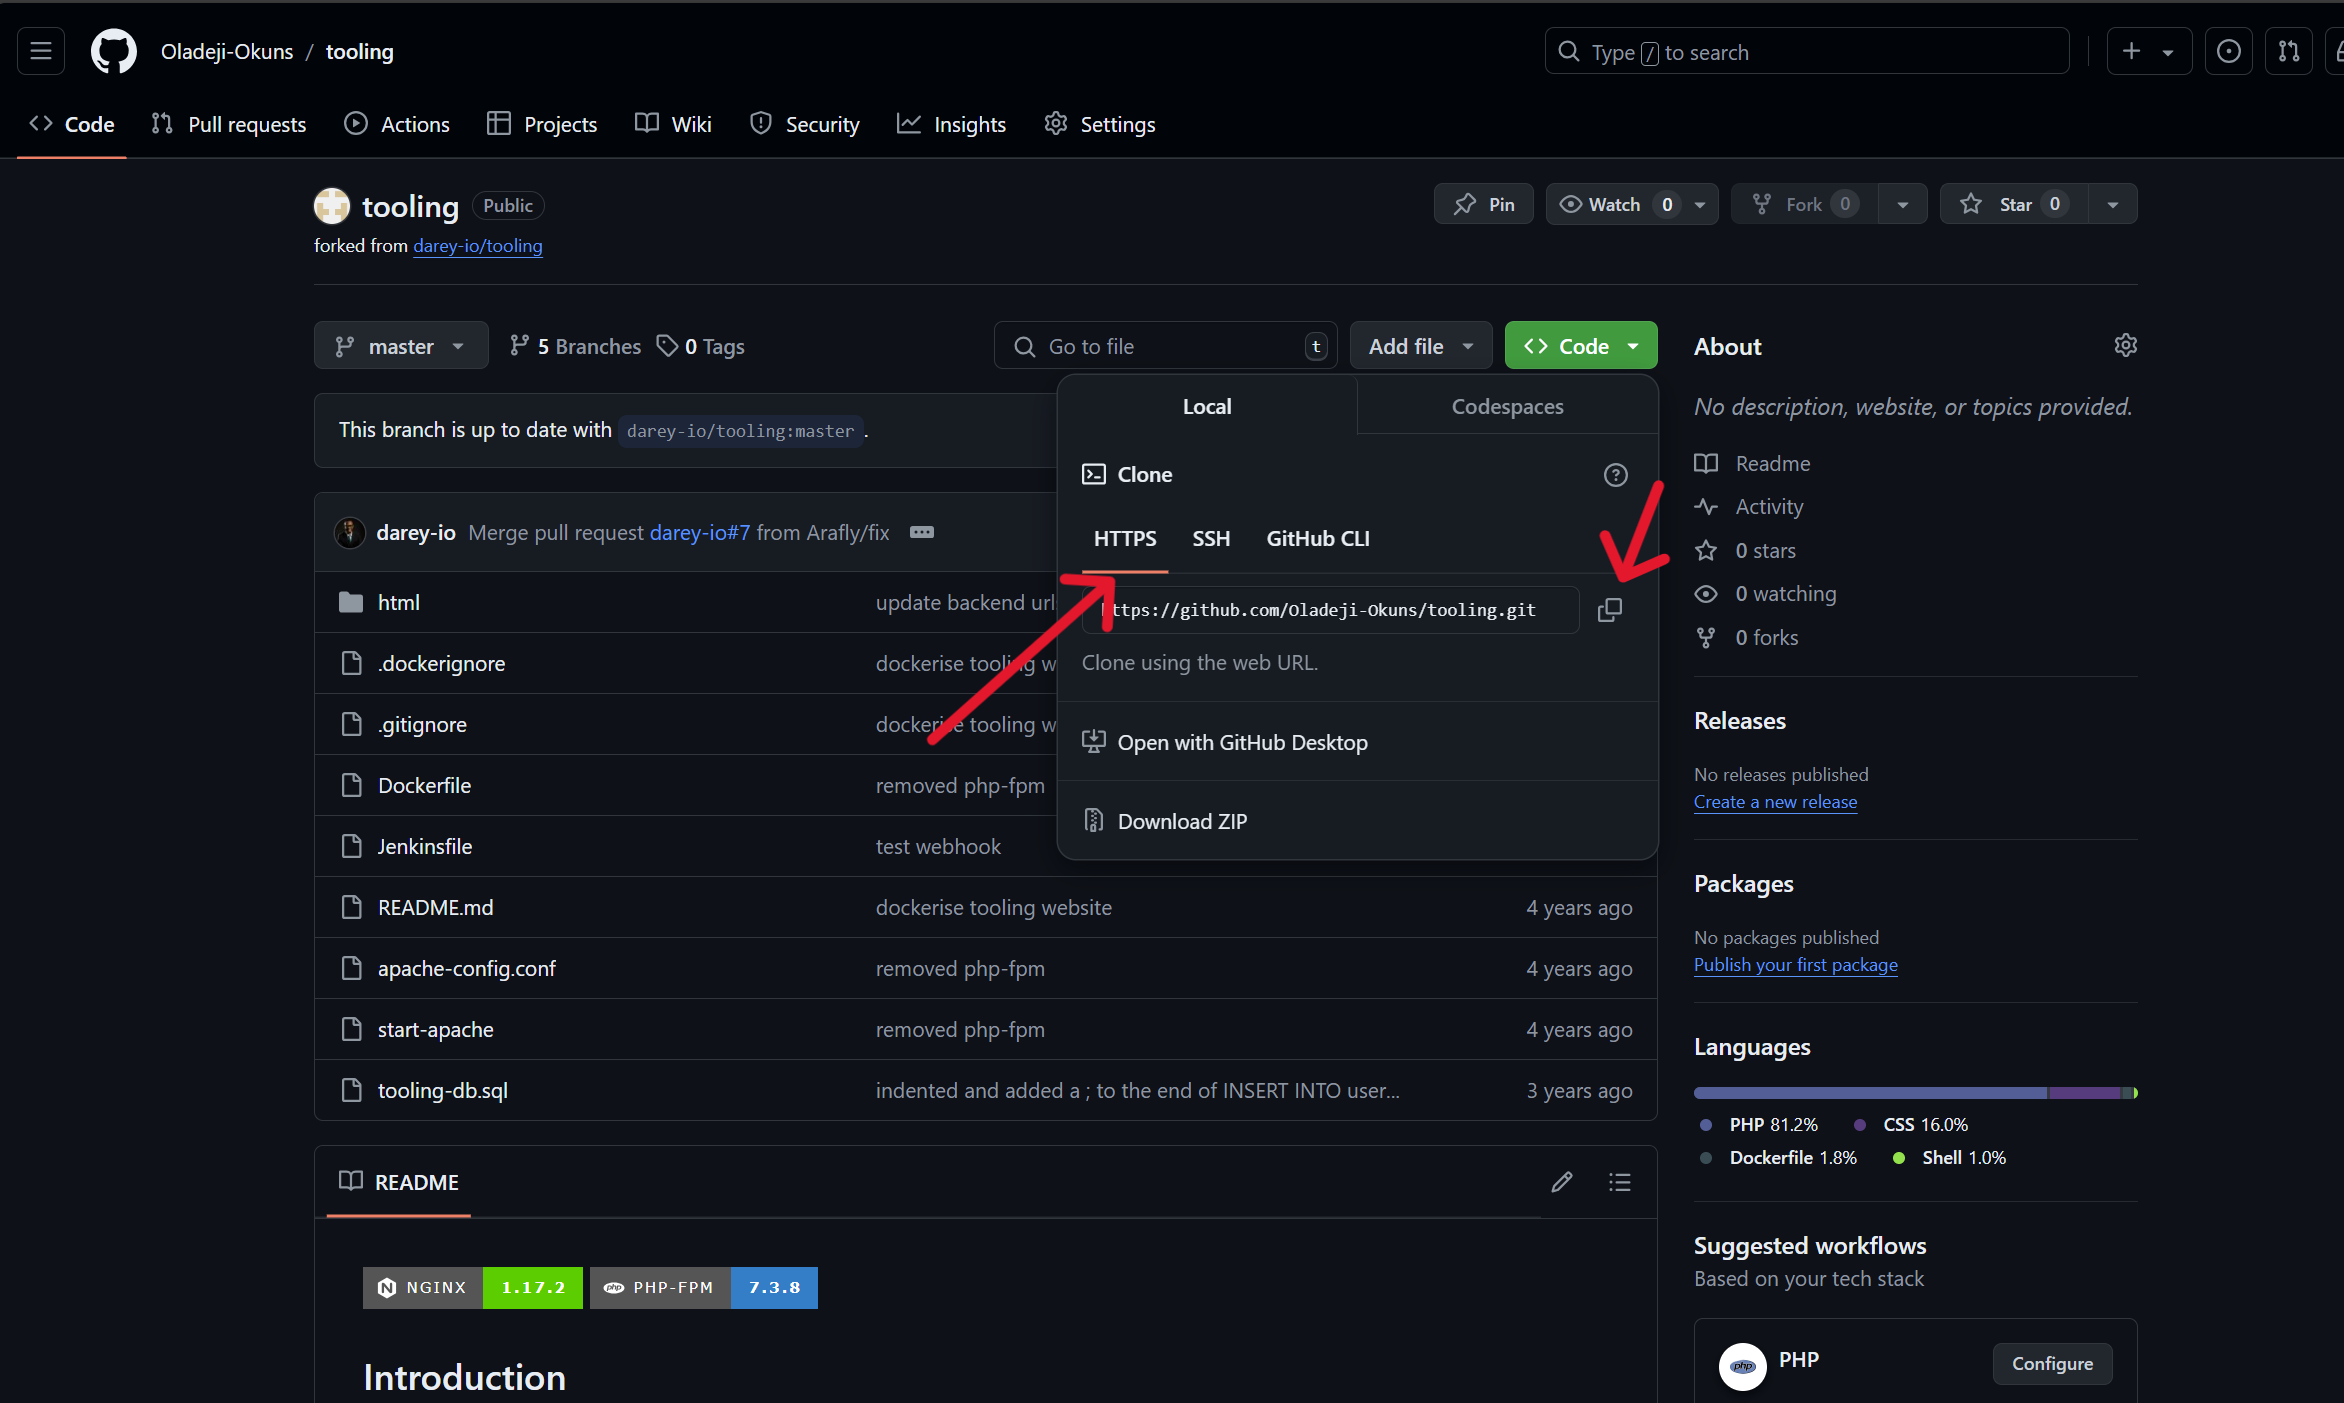 Oladeji-Okuns / tooling
Type / to search
Code
Pull requests
Actions
Projects
Wiki
Security
Insights
Settings
tooling Public
forked from darey-io/tooling
Pin
Watch 0
Fork 0
Star 0
master
5 Branches
0 Tags
Go to file t
Add file
Code
This branch is up to date with darey-io/tooling:master .
Local
Codespaces
Clone
HTTPS SSH GitHub CLI
https://github.com/Oladeji-Okuns/tooling.git
Clone using the web URL.
Open with GitHub Desktop
Download ZIP
darey-io Merge pull request darey-io#7 from Arafly/fix
html update backend url
.dockerignore dockerise tooling w
.gitignore dockerise tooling w
Dockerfile removed php-fpm
Jenkinsfile test webhook
README.md dockerise tooling website 4 years ago
apache-config.conf removed php-fpm 4 years ago
start-apache removed php-fpm 4 years ago
tooling-db.sql indented and added a ; to the end of INSERT INTO user... 3 years ago
README
NGINX 1.17.2 php PHP-FPM 7.3.8
Introduction
About
No description, website, or topics provided.
Readme
Activity
0 stars
0 watching
0 forks
Releases
No releases published
Create a new release
Packages
No packages published
Publish your first package
Languages
PHP 81.2% CSS 16.0%
Dockerfile 1.8% Shell 1.0%
Suggested workflows
Based on your tech stack
php PHP Configure